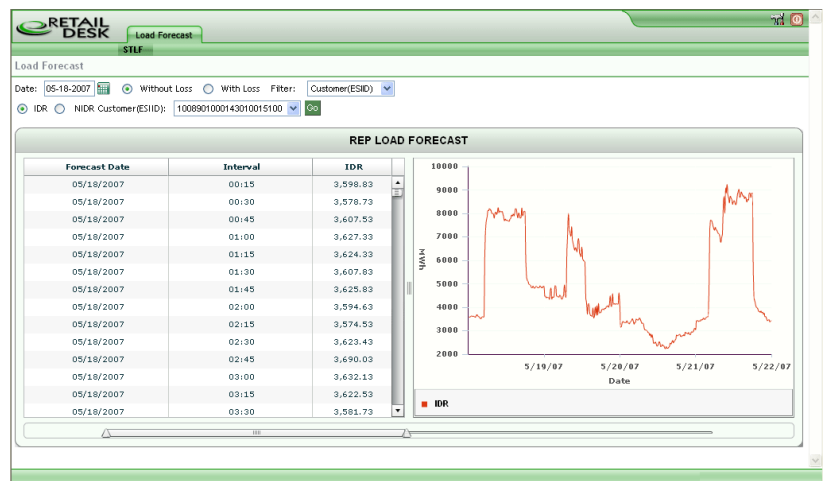 RETAIL
DESK
Load Forecast
STLF
Load Forecast
Date: 05-18-2007 Without Loss With Loss Filter: Customer(ESIID)
IDR NIDR Customer(ESIID): 1008901000143010015100 Go
REP LOAD FORECAST
Forecast Date Interval IDR
05/18/2007 00:15 3,598.83
05/18/2007 00:30 3,578.73
05/18/2007 00:45 3,607.53
05/18/2007 01:00 3,627.33
05/18/2007 01:15 3,624.33
05/18/2007 01:30 3,607.83
05/18/2007 01:45 3,625.83
05/18/2007 02:00 3,594.63
05/18/2007 02:15 3,574.53
05/18/2007 02:30 3,623.43
05/18/2007 02:45 3,690.03
05/18/2007 03:00 3,632.13
05/18/2007 03:15 3,622.53
05/18/2007 03:30 3,581.73
10000
9000
8000
7000
6000
5000
4000
3000
2000
MWh
5/19/07 5/20/07 5/21/07 5/22/07
Date
IDR